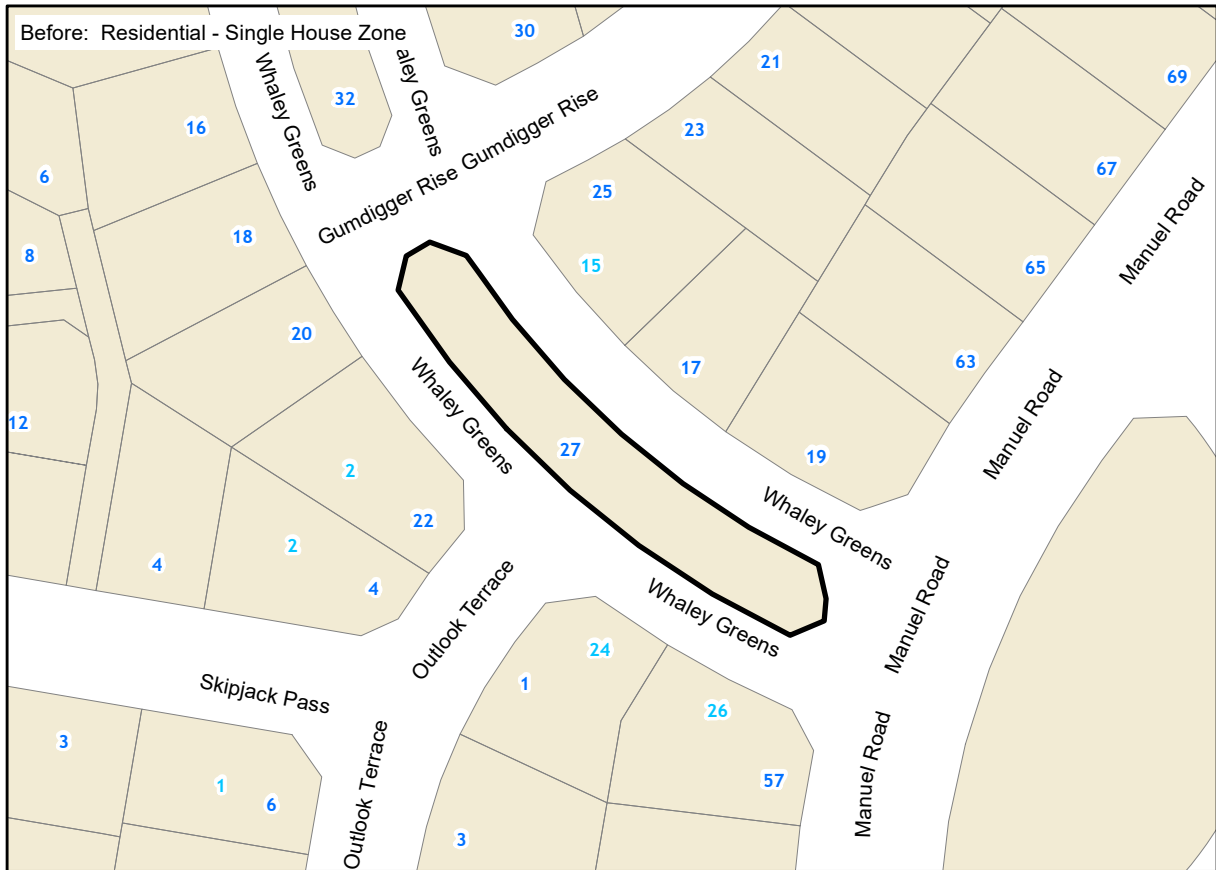 Before: Residential - Single House Zone
30
21
69
Whaley Greens
aley Greens
32
16
23
Gumdigger Rise Gumdigger Rise
67
6
25
Manuel Road
18
8
15
65
20
63
17
Whaley Greens
12
Manuel Road
27
19
2
Whaley Greens
22
2
4
4
Outlook Terrace
Whaley Greens
Manuel Road
24
1
Skipjack Pass
26
3
Manuel Road
57
1
6
Outlook Terrace
3